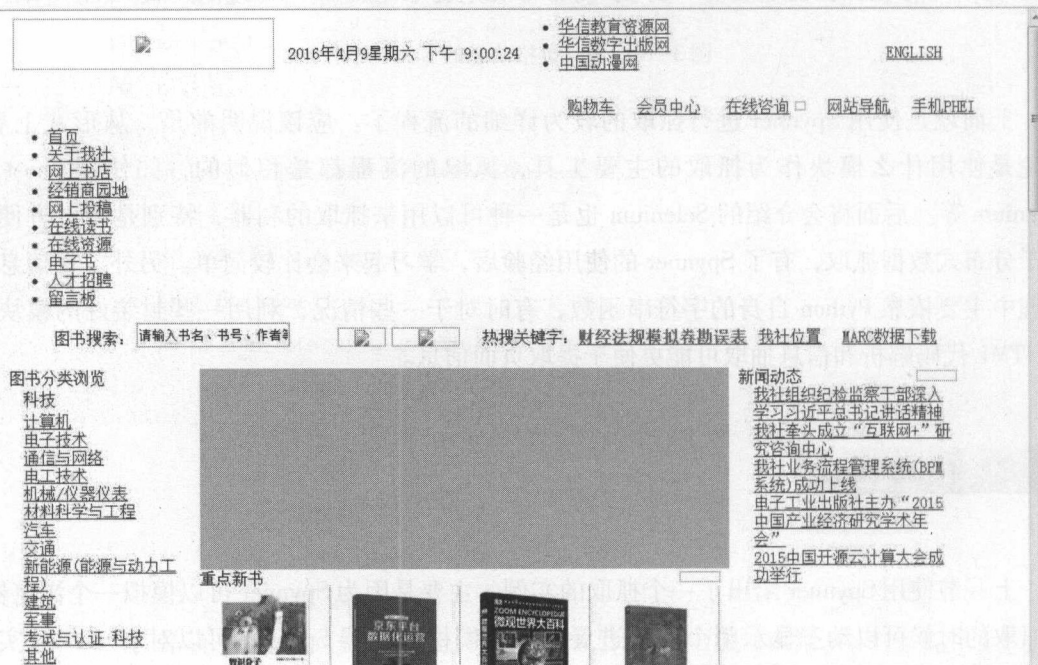 2016年4月9星期六 下午 9:00:24
华信教育资源网
华信数字出版网
中国动漫网
ENGLISH
购物车 会员中心 在线咨询 网站导航 手机PHEI
首页
关于我社
网上书店
经销商园地
网上投稿
在线读书
在线资源
电子书
人才招聘
留言板
图书搜索: 请输入书名、书号、作者等
热搜关键字: 财经法规模拟卷勘误表 我社位置 MARC数据下载
图书分类浏览
科技
计算机
电子技术
通信与网络
电工技术
机械/仪器仪表
材料科学与工程
汽车
交通
新能源(能源与动力工
程)
建筑
军事
考试与认证_科技
其他
重点新书
京东平台
数据化运营
ZOOM ENCYCLOPEDIA
微观世界大百科
新闻动态
我社组织纪检监察干部深入
学习习近平总书记讲话精神
我社牵头成立“互联网+”研
究咨询中心
我社业务流程管理系统(BPM
系统)成功上线
电子工业出版社主办“2015
中国产业经济研究学术年
会”
2015中国开源云计算大会成
功举行